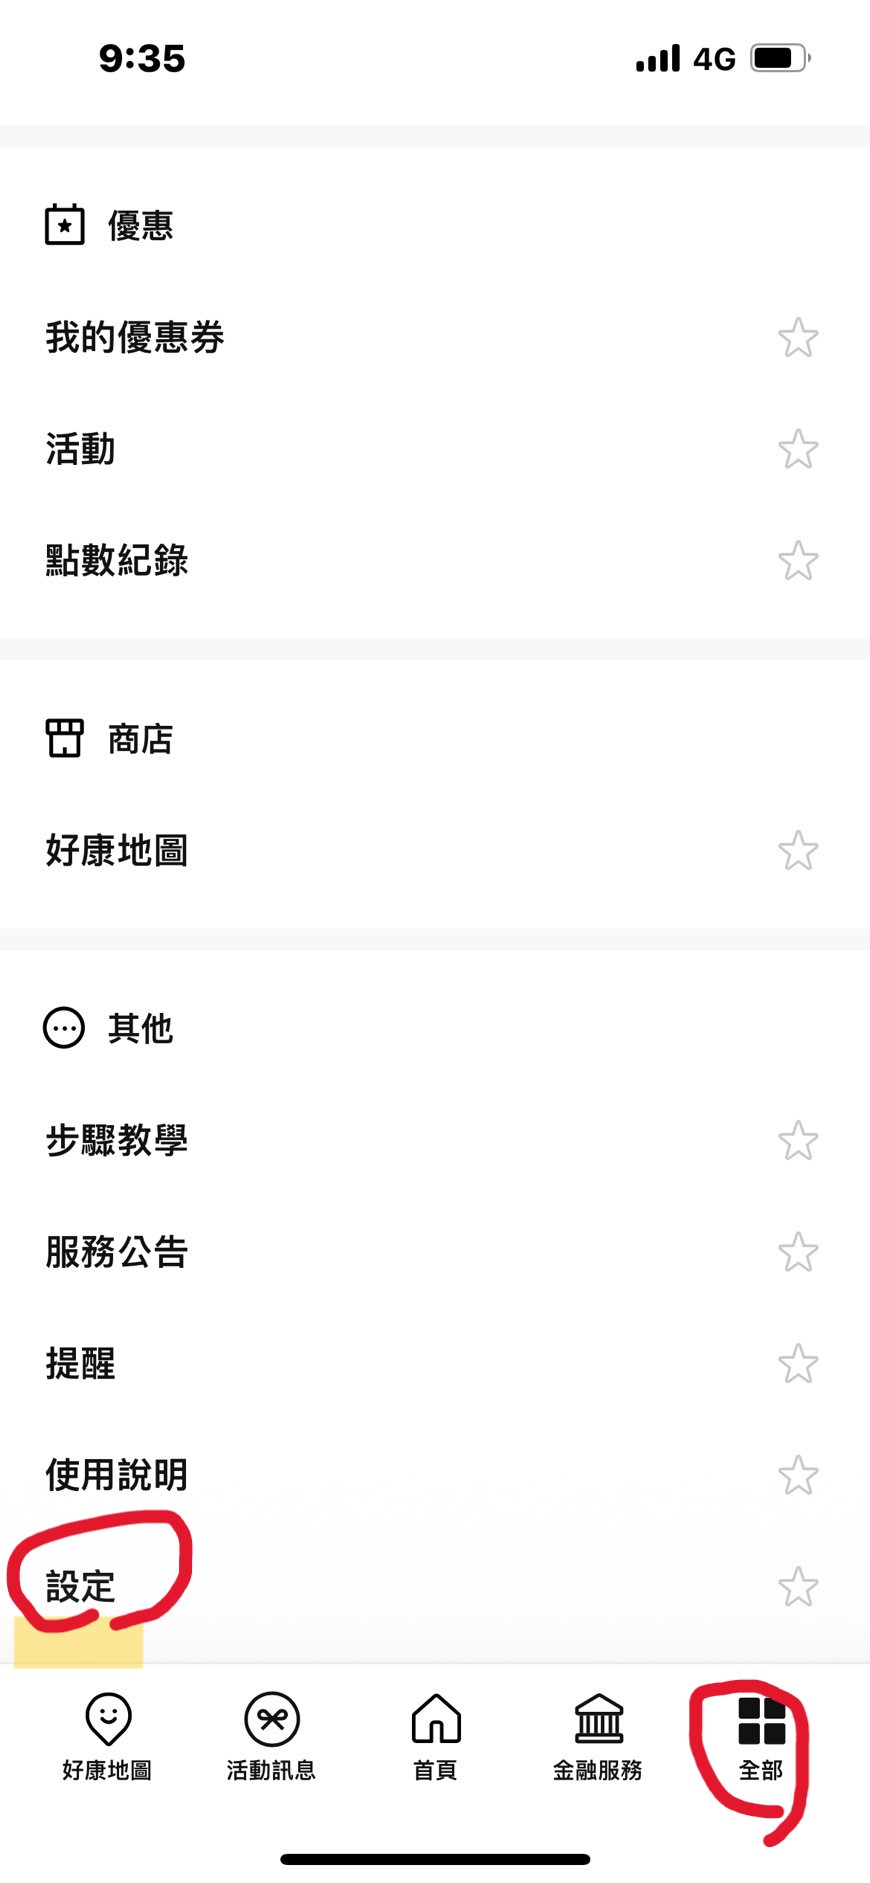 9:35
4G
優惠
我的優惠券
活動
點數紀錄
商店
好康地圖
其他
步驟教學
服務公告
提醒
使用說明
設定
好康地圖
活動訊息
首頁
金融服務
全部